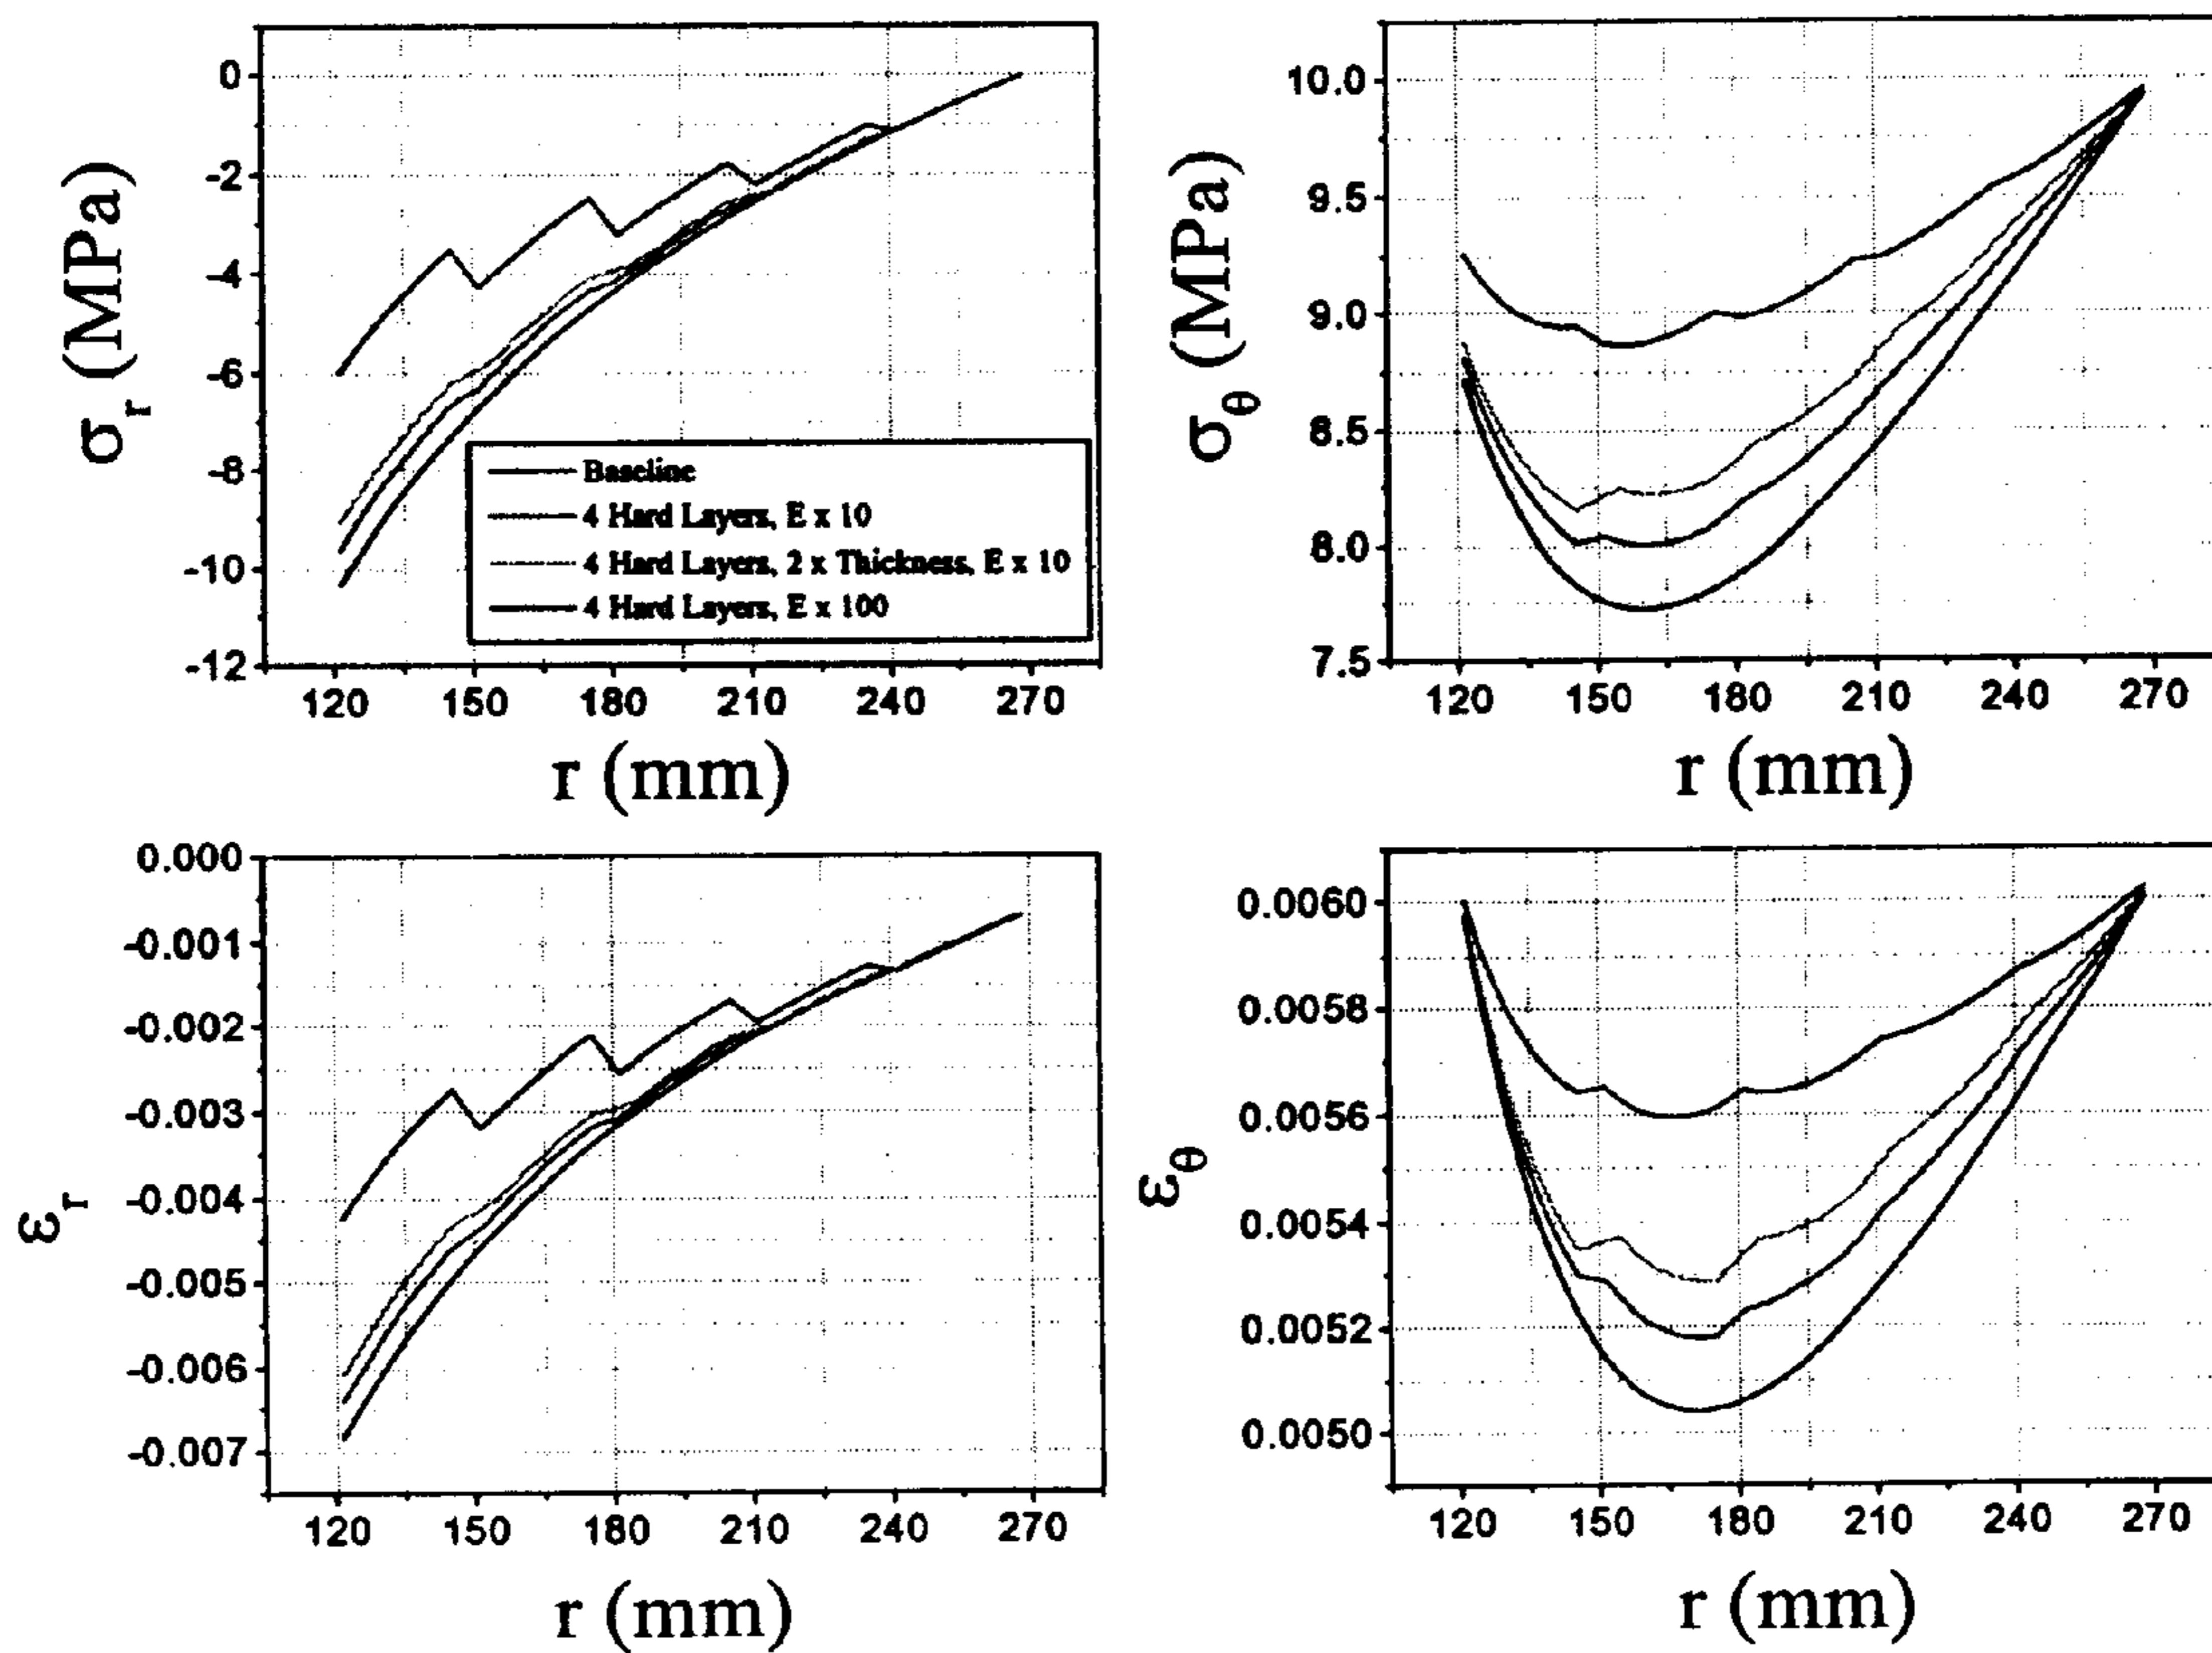 σr (MPa)
0
-2
-4
-6
-8
-10
-12
Baseline
4 Hard Layers, E x 10
4 Hard Layers, 2 x Thickness, E x 10
4 Hard Layers, E x 100
120 150 180 210 240 270
r (mm)
σθ (MPa)
10.0
9.5
9.0
8.5
8.0
7.5
120 150 180 210 240 270
r (mm)
εr
0.000
-0.001
-0.002
-0.003
-0.004
-0.005
-0.006
-0.007
120 150 180 210 240 270
r (mm)
εθ
0.0060
0.0058
0.0056
0.0054
0.0052
0.0050
120 150 180 210 240 270
r (mm)